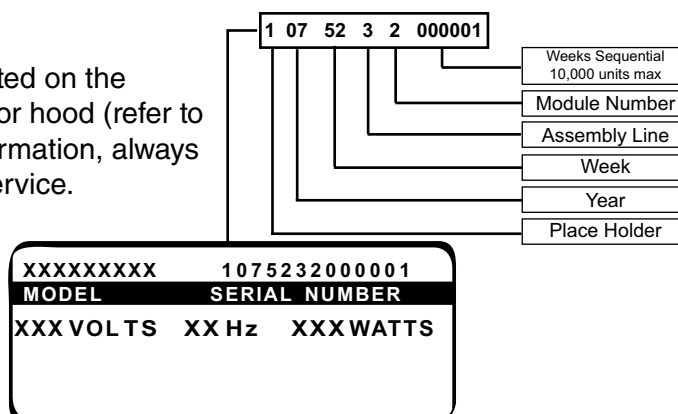 1 07 52 3 2 000001
ted on the
or hood (refer to
rmation, always
ervice.
Weeks Sequential
10,000 units max
Module Number
Assembly Line
Week
Year
Place Holder
XXXXXXXXX 1075232000001
MODEL SERIAL NUMBER
XXX VOLTS XX Hz XXX WATTS